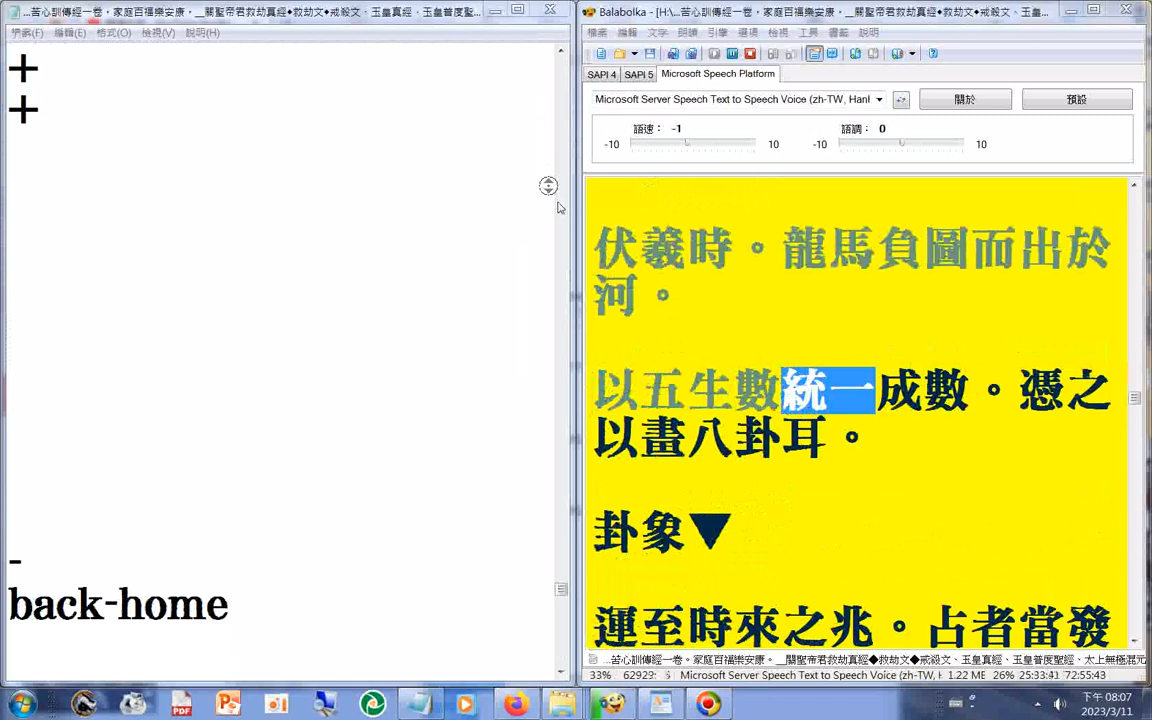 ...苦心訓傳經一卷，家庭百福樂安康，__關聖帝君救劫真經◆救劫文◆戒殺文、玉皇真經、玉皇普度聖...
檔案(F) 編輯(E) 格式(O) 檢視(V) 說明(H)
+
+
-
back-home
Balabolka - [H:\...苦心訓傳經一卷，家庭百福樂安康，__關聖帝君救劫真經◆救劫文◆戒殺文、玉皇...
檔案 編輯 檢視 文字 朗讀 引擎 選項 檢視 工具 書籤 說明
SAPI 4 SAPI 5 Microsoft Speech Platform
Microsoft Server Speech Text to Speech Voice (zh-TW, Hanl
關於
預設
語速： -1
語調： 0
-10 10 -10 10
伏羲時。龍馬負圖而出於
河。
以五生數統一成數。憑之
以畫八卦耳。
卦象▼
運至時來之兆。占者當發
...苦心訓傳經一卷。家庭百福樂安康。__關聖帝君救劫真經◆救劫文◆戒殺文、玉皇真經、玉皇普度聖經、太上無極混元
33% 62929: Microsoft Server Speech Text to Speech Voice (zh-TW, H 1.22 MB 26% 25:33:41 72:55:43
PDF
下午 08:07
2023/3/11